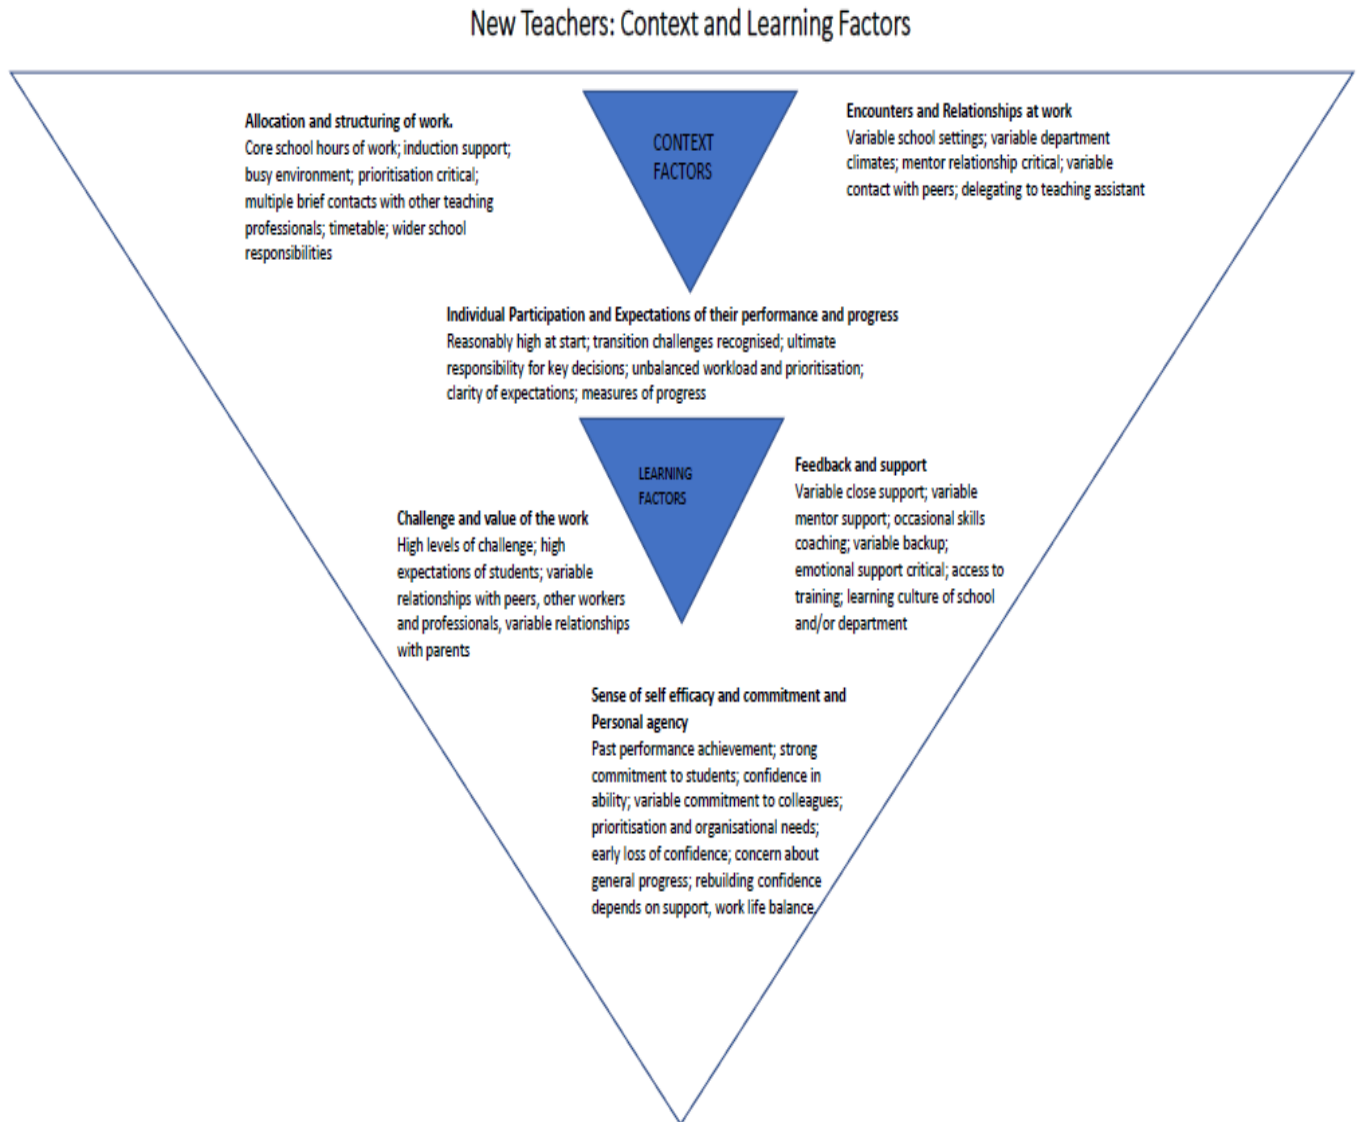 New Teachers: Context and Learning Factors
Allocation and structuring of work.
Core school hours of work; induction support;
busy environment; prioritisation critical;
multiple brief contacts with other teaching
professionals; timetable; wider school
responsibilities
CONTEXT
FACTORS
Encounters and Relationships at work
Variable school settings; variable department
climates; mentor relationship critical; variable
contact with peers; delegating to teaching assistant
Individual Participation and Expectations of their performance and progress
Reasonably high at start; transition challenges recognised; ultimate
responsibility for key decisions; unbalanced workload and prioritisation;
clarity of expectations; measures of progress
LEARNING
FACTORS
Challenge and value of the work
High levels of challenge; high
expectations of students; variable
relationships with peers, other workers
and professionals, variable relationships
with parents
Feedback and support
Variable close support; variable
mentor support; occasional skills
coaching; variable backup;
emotional support critical; access to
training; learning culture of school
and/or department
Sense of self efficacy and commitment and
Personal agency
Past performance achievement; strong
commitment to students; confidence in
ability; variable commitment to colleagues;
prioritisation and organisational needs;
early loss of confidence; concern about
general progress; rebuilding confidence
depends on support, work life balance.